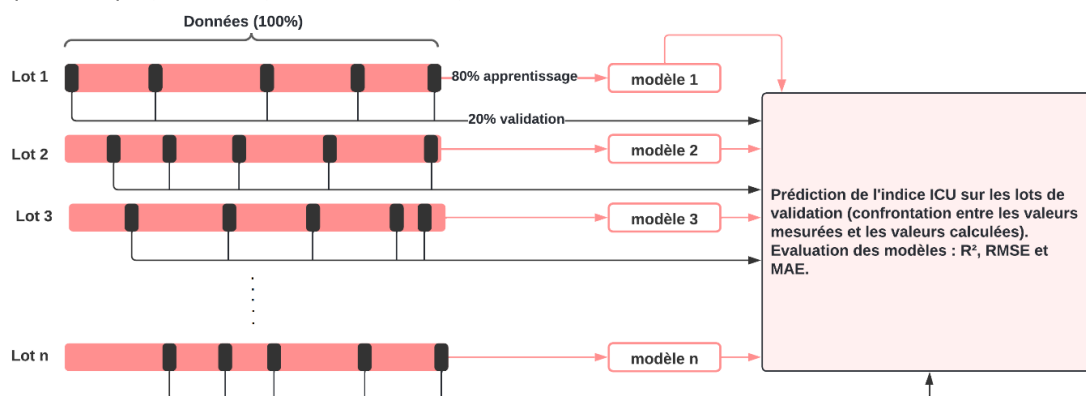 Données (100%)
Lot 1
80% apprentissage
modèle 1
20% validation
Lot 2
modèle 2
Lot 3
modèle 3
Prédiction de l'indice ICU sur les lots de
validation (confrontation entre les valeurs
mesurées et les valeurs calculées).
Evaluation des modèles : R², RMSE et
MAE.
Lot n
modèle n